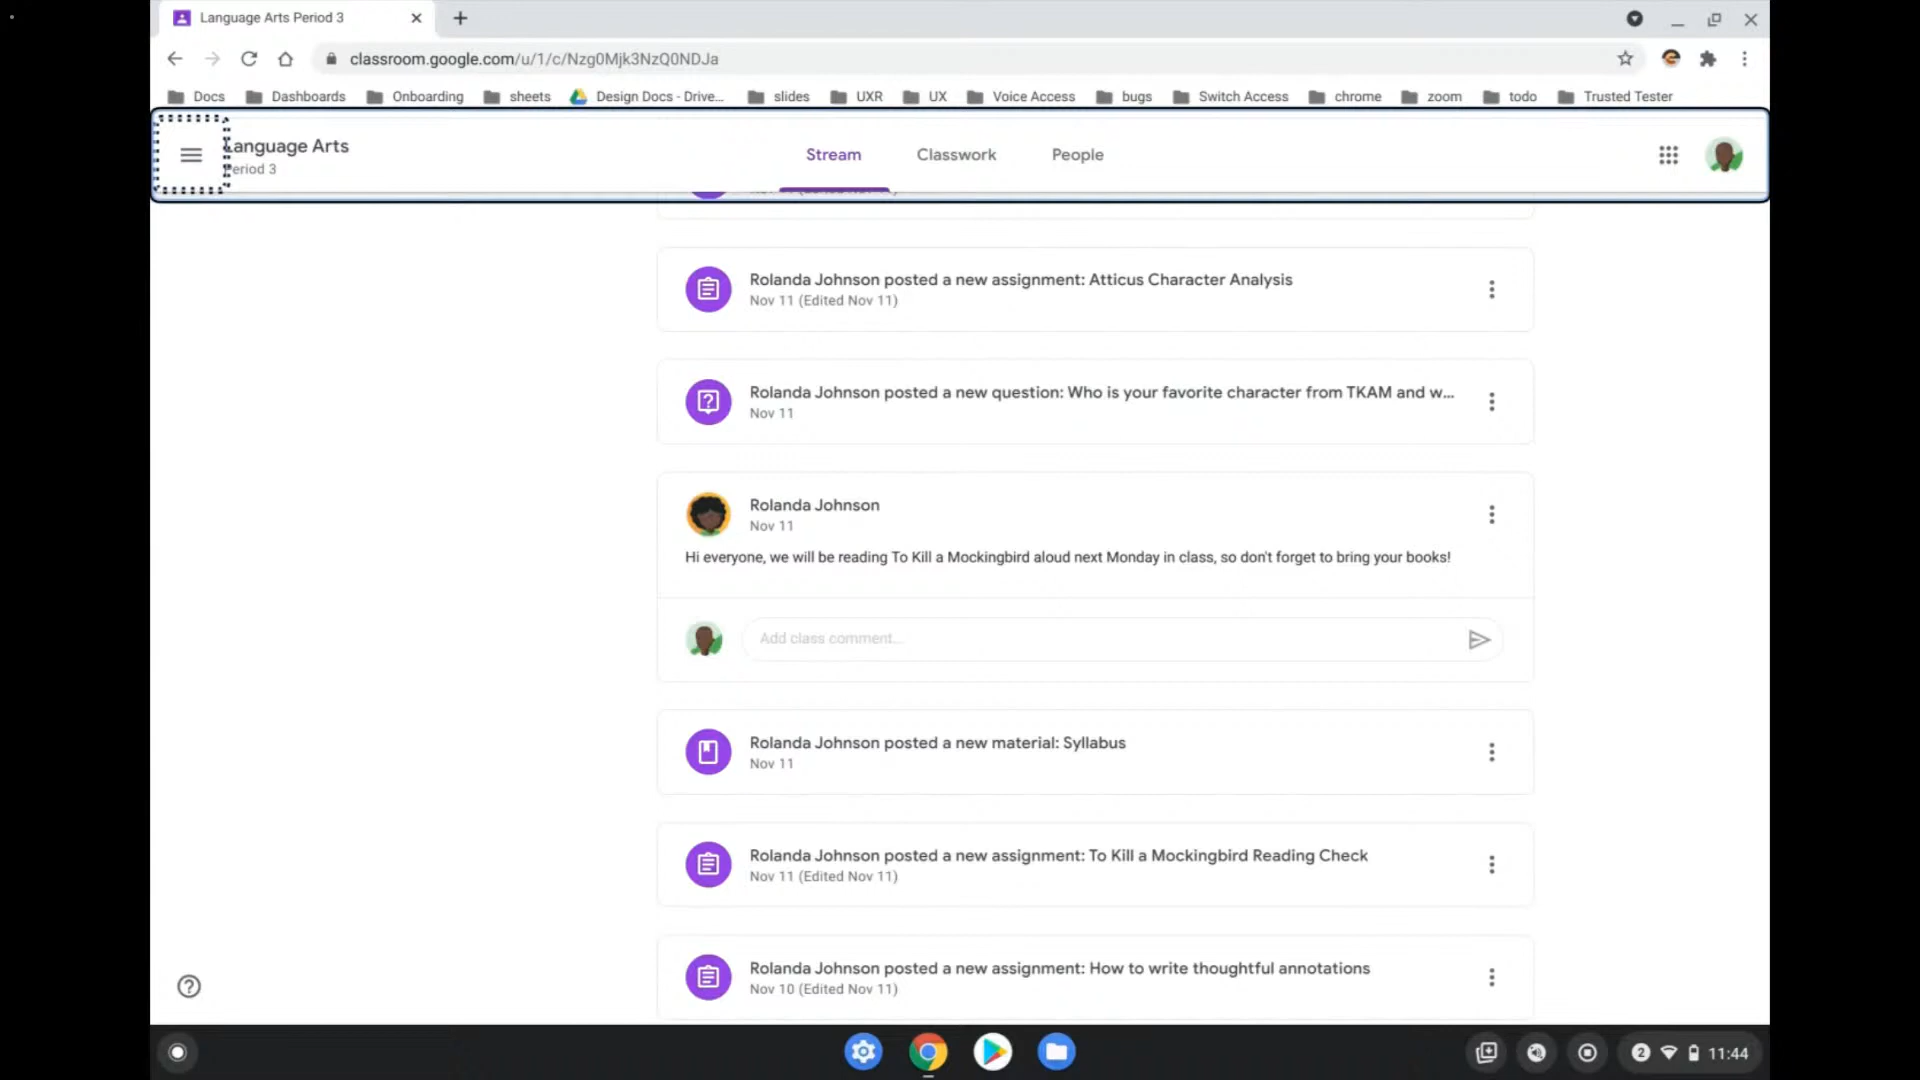 Language Arts Period 3
classroom.google.com/u/1/c/Nzg0Mjk3NzQ0NDJa
Docs Dashboards Onboarding sheets Design Docs - Drive... slides UXR UX Voice Access bugs Switch Access chrome zoom todo Trusted Tester
Language Arts
Period 3
Stream Classwork People
Rolanda Johnson posted a new assignment: Atticus Character Analysis
Nov 11 (Edited Nov 11)
Rolanda Johnson posted a new question: Who is your favorite character from TKAM and w...
Nov 11
Rolanda Johnson
Nov 11
Hi everyone, we will be reading To Kill a Mockingbird aloud next Monday in class, so don't forget to bring your books!
Add class comment...
Rolanda Johnson posted a new material: Syllabus
Nov 11
Rolanda Johnson posted a new assignment: To Kill a Mockingbird Reading Check
Nov 11 (Edited Nov 11)
Rolanda Johnson posted a new assignment: How to write thoughtful annotations
Nov 10 (Edited Nov 11)
2 11:44